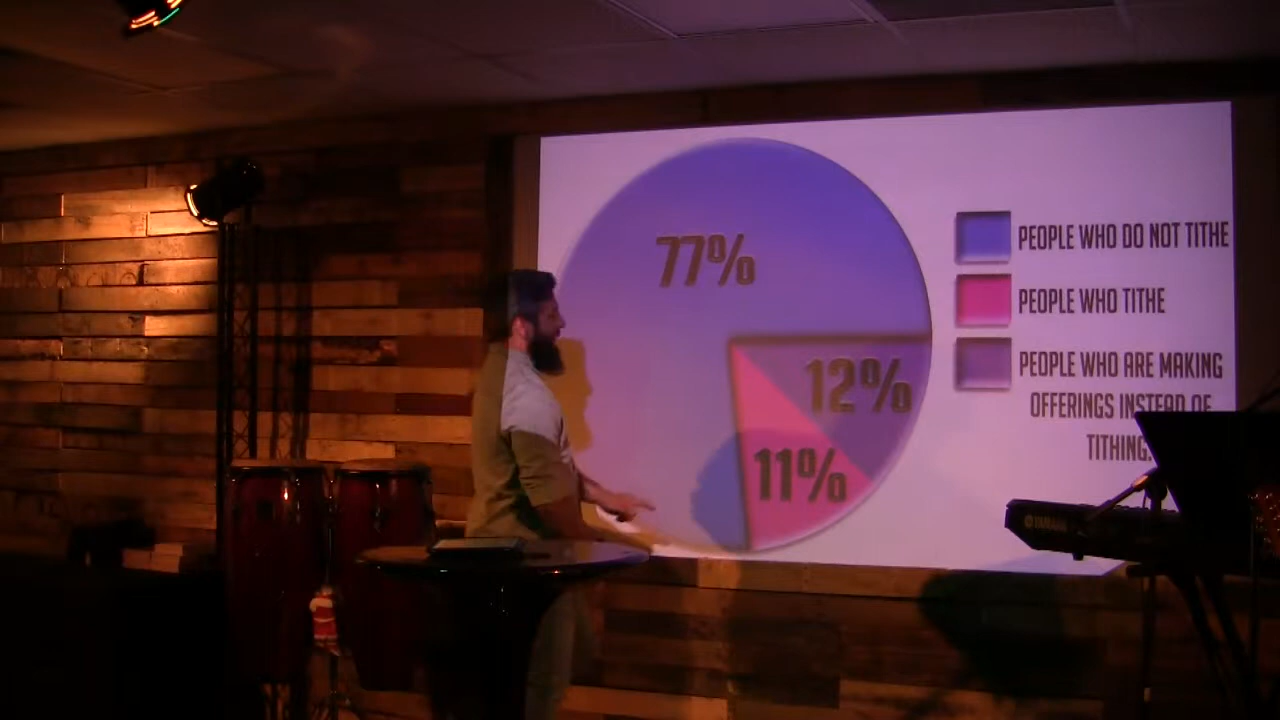 77%
PEOPLE WHO DO NOT TITHE
PEOPLE WHO TITHE
12%
PEOPLE WHO ARE MAKING
OFFERINGS INSTEAD OF
TITHING.
11%
YAMAHA